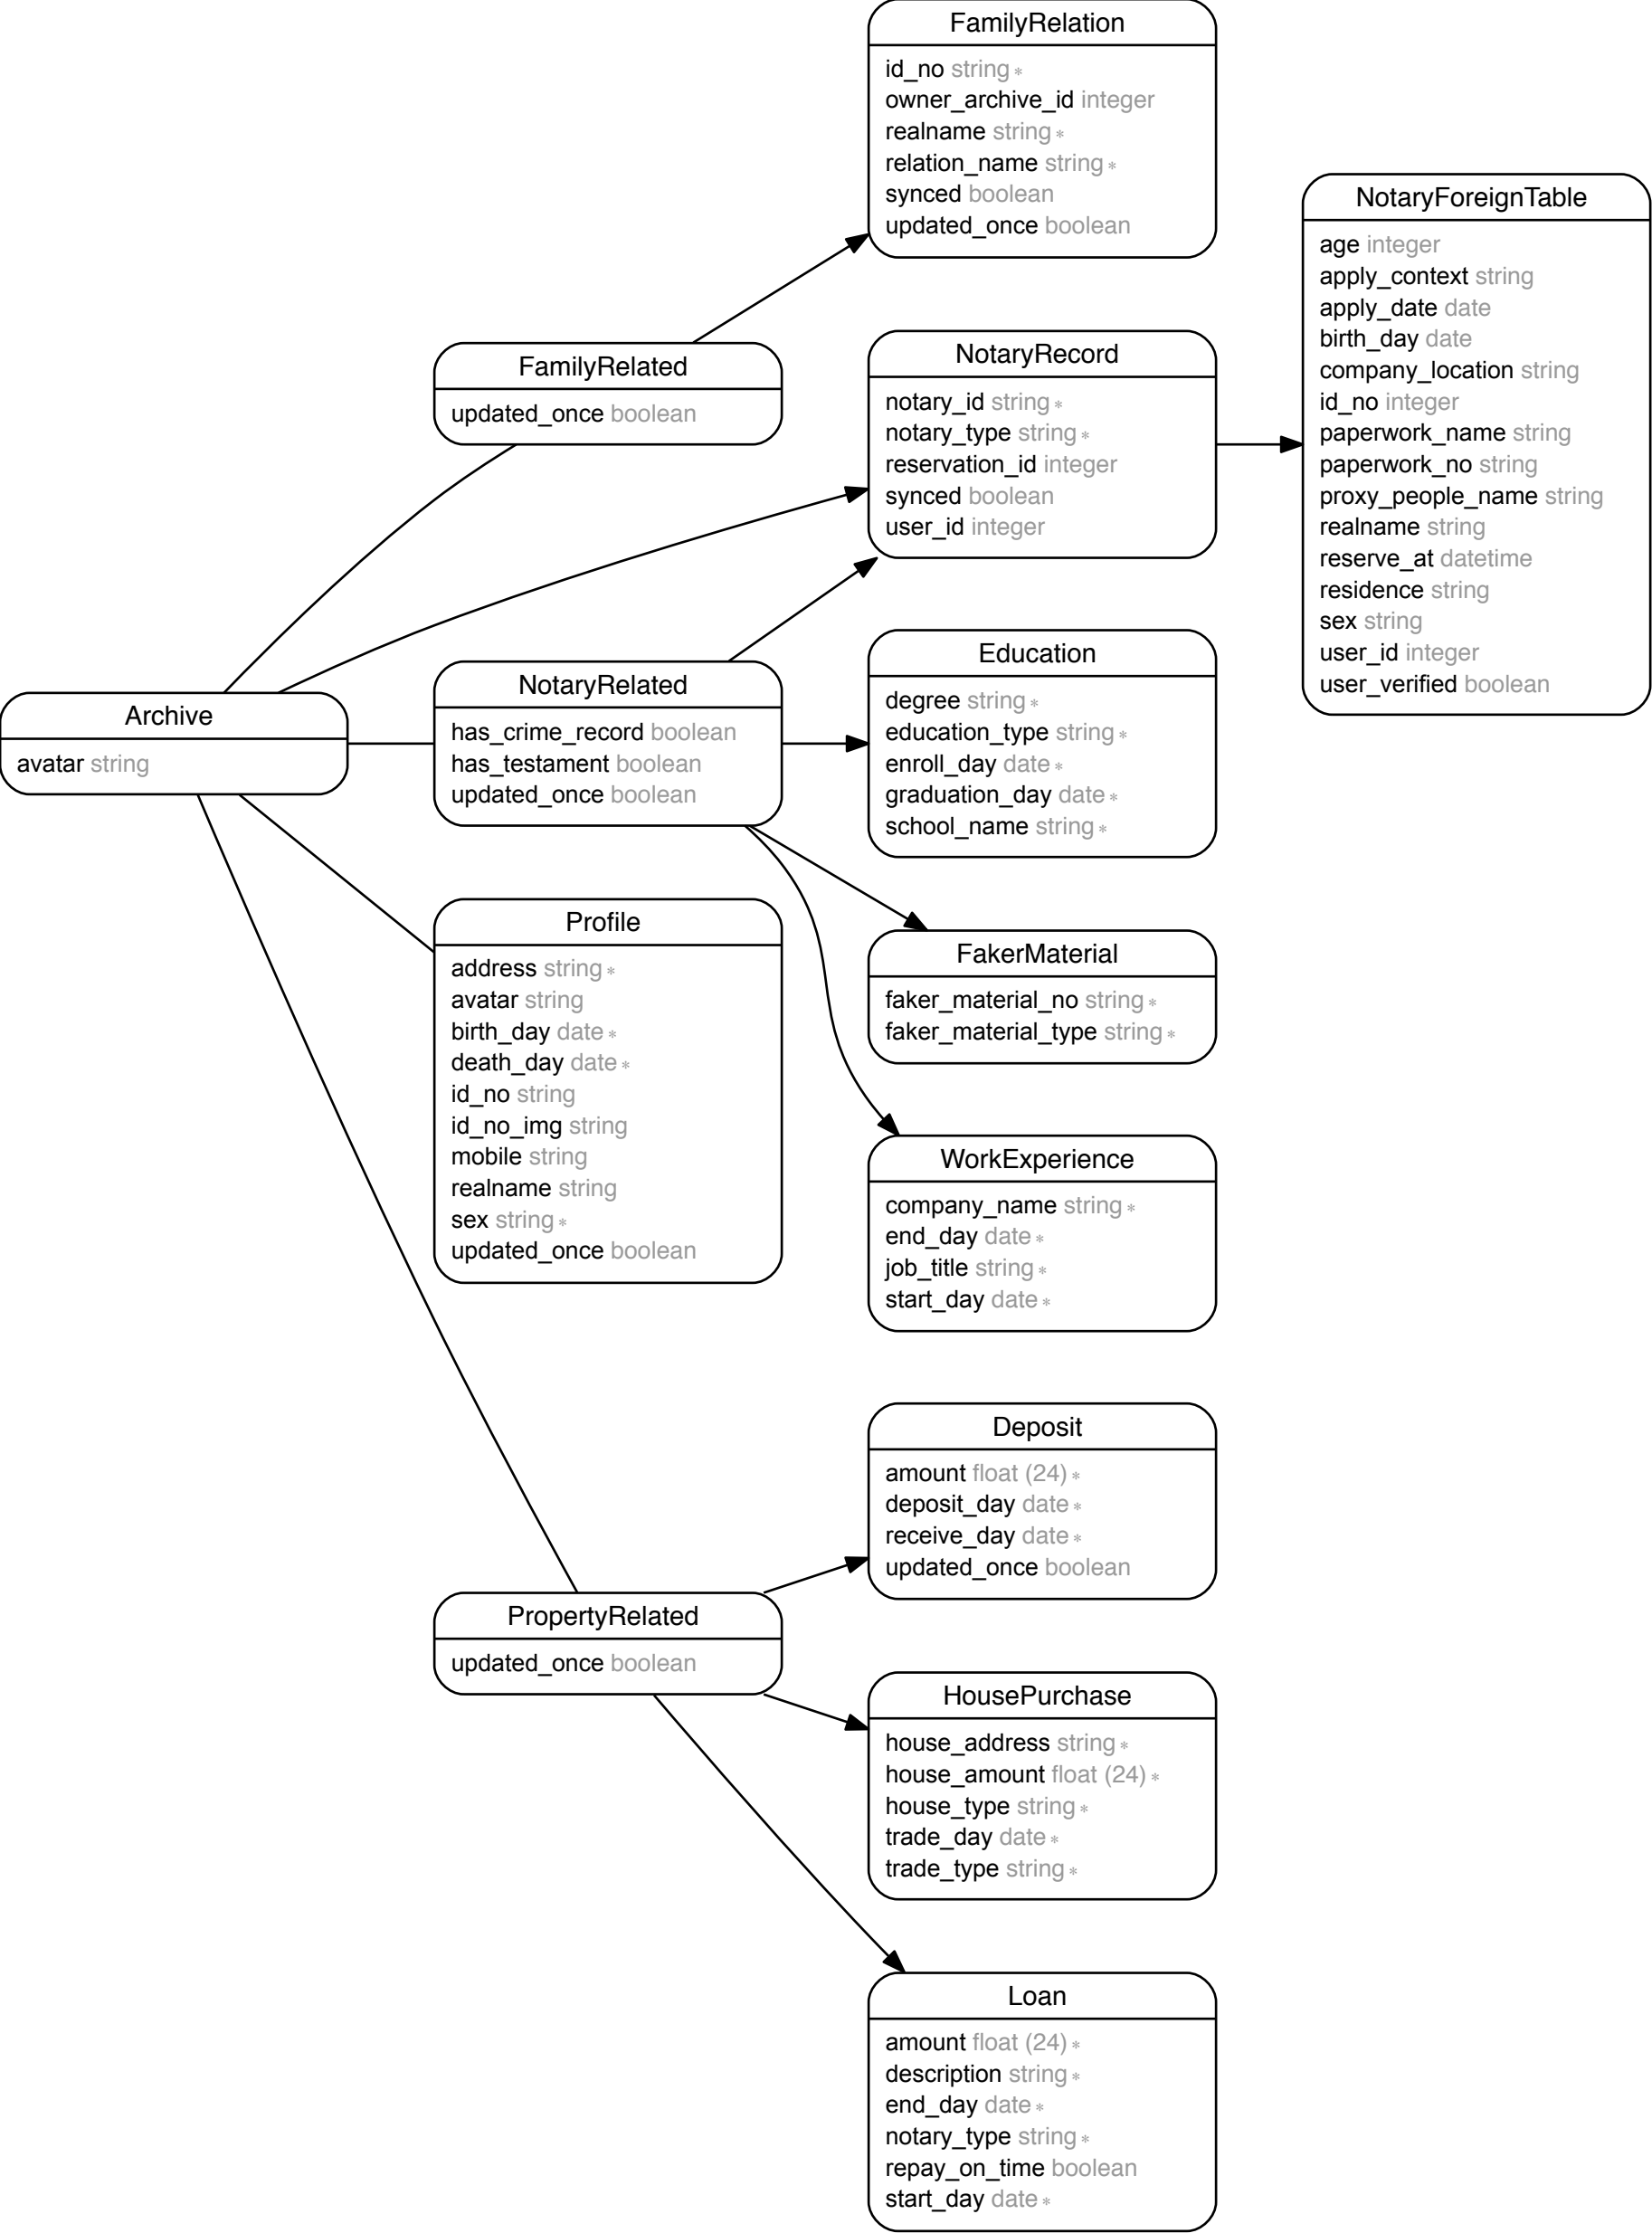 FamilyRelation
id_no string *
owner_archive_id integer
realname string *
relation_name string *
synced boolean
updated_once boolean
NotaryForeignTable
age integer
apply_context string
apply_date date
birth_day date
company_location string
id_no integer
paperwork_name string
paperwork_no string
proxy_people_name string
realname string
reserve_at datetime
residence string
sex string
user_id integer
user_verified boolean
FamilyRelated
updated_once boolean
NotaryRecord
notary_id string *
notary_type string *
reservation_id integer
synced boolean
user_id integer
Archive
avatar string
NotaryRelated
has_crime_record boolean
has_testament boolean
updated_once boolean
Education
degree string *
education_type string *
enroll_day date *
graduation_day date *
school_name string *
Profile
address string *
avatar string
birth_day date *
death_day date *
id_no string
id_no_img string
mobile string
realname string
sex string *
updated_once boolean
FakerMaterial
faker_material_no string *
faker_material_type string *
WorkExperience
company_name string *
end_day date *
job_title string *
start_day date *
Deposit
amount float (24) *
deposit_day date *
receive_day date *
updated_once boolean
PropertyRelated
updated_once boolean
HousePurchase
house_address string *
house_amount float (24) *
house_type string *
trade_day date *
trade_type string *
Loan
amount float (24) *
description string *
end_day date *
notary_type string *
repay_on_time boolean
start_day date *